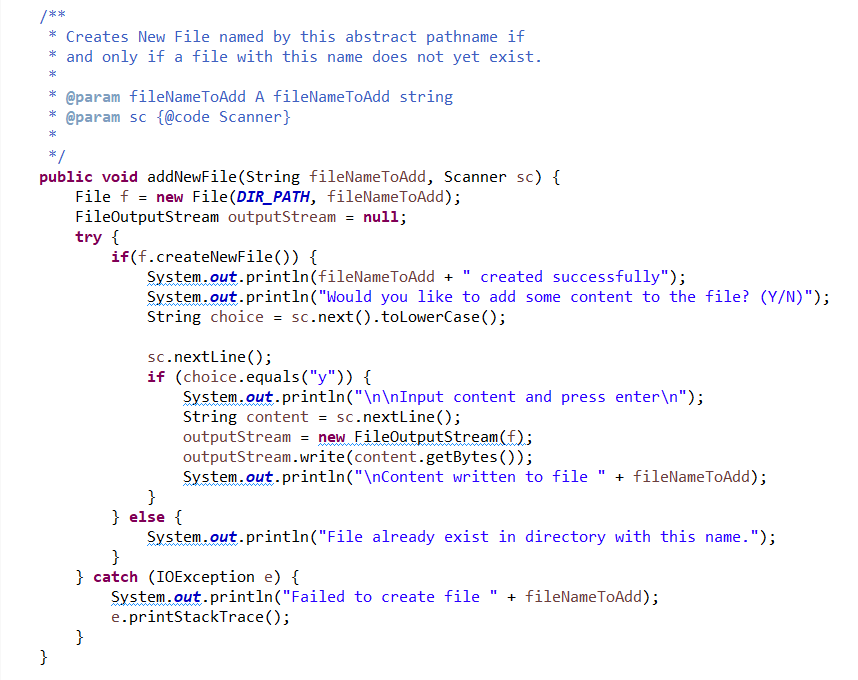 /**
 * Creates New File named by this abstract pathname if
 * and only if a file with this name does not yet exist.
 *
 * @param fileNameToAdd A fileNameToAdd string
 * @param sc {@code Scanner}
 *
 */
public void addNewFile(String fileNameToAdd, Scanner sc) {
    File f = new File(DIR_PATH, fileNameToAdd);
    FileOutputStream outputStream = null;
    try {
        if(f.createNewFile()) {
            System.out.println(fileNameToAdd + " created successfully");
            System.out.println("Would you like to add some content to the file? (Y/N)");
            String choice = sc.next().toLowerCase();

            sc.nextLine();
            if (choice.equals("y")) {
                System.out.println("\n\nInput content and press enter\n");
                String content = sc.nextLine();
                outputStream = new FileOutputStream(f);
                outputStream.write(content.getBytes());
                System.out.println("\nContent written to file " + fileNameToAdd);
            }
        } else {
            System.out.println("File already exist in directory with this name.");
        }
    } catch (IOException e) {
        System.out.println("Failed to create file " + fileNameToAdd);
        e.printStackTrace();
    }
}